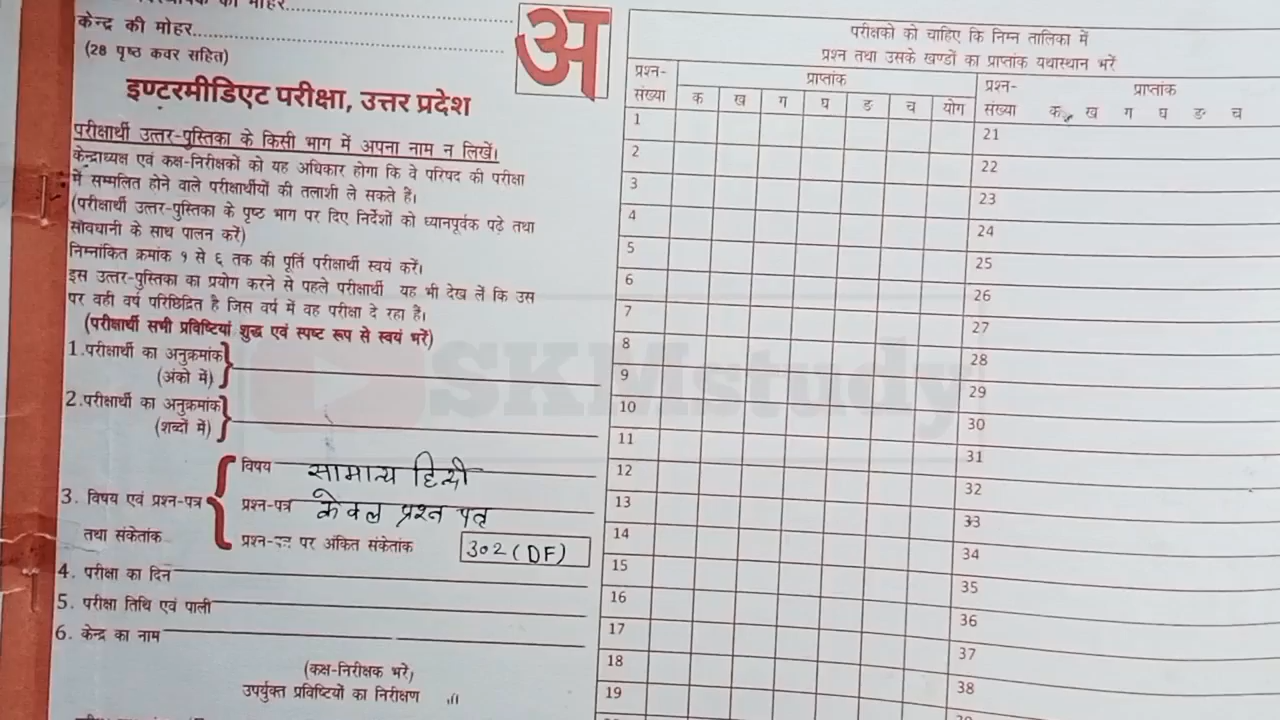 केन्द्र की मोहर
(28 पृष्ठ कवर सहित)
अ
इण्टरमीडिएट परीक्षा, उत्तर प्रदेश
परीक्षार्थी उत्तर-पुस्तिका के किसी भाग में अपना नाम न लिखें।
केन्द्राध्यक्ष एवं कक्ष-निरीक्षकों को यह अधिकार होगा कि वे परिषद की परीक्षा
में सम्मलित होने वाले परीक्षार्थीयों की तलाशी ले सकते हैं।
(परीक्षार्थी उत्तर-पुस्तिका के पृष्ठ भाग पर दिए निर्देशों को ध्यानपूर्वक पढ़े तथा
सावधानी के साथ पालन करें)
निम्नांकित क्रमांक १ से ६ तक की पूर्ति परीक्षार्थी स्वयं करें।
इस उत्तर-पुस्तिका का प्रयोग करने से पहले परीक्षार्थी यह भी देख लें कि उस
पर वही वर्ष परिछिद्रित है जिस वर्ष में वह परीक्षा दे रहा है।
(परीक्षार्थी सभी प्रविष्टियां शुद्ध एवं स्पष्ट रूप से स्वयं भरें)
1.परीक्षार्थी का अनुक्रमांक
(अंको में)
2.परीक्षार्थी का अनुक्रमांक
(शब्दों में)
3. विषय एवं प्रश्न-पत्र
तथा संकेतांक
विषय सामान्य हिन्दी
प्रश्न-पत्र केवल प्रश्न पत्र
प्रश्न-पत्र पर अंकित संकेतांक 302 (DF)
4. परीक्षा का दिन
5. परीक्षा तिथि एवं पाली
6. केन्द्र का नाम
(कक्ष-निरीक्षक भरें)
उपर्युक्त प्रविष्टियों का निरीक्षण
परीक्षको को चाहिए कि निम्न तालिका में
प्रश्न तथा उसके खण्डों का प्राप्तांक यथास्थान भरें
प्रश्न-संख्या प्राप्तांक प्रश्न-संख्या प्राप्तांक
क ख ग घ ङ च योग क ख ग घ ङ च
1 21
2 22
3 23
4 24
5 25
6 26
7 27
8 28
9 29
10 30
11 31
12 32
13 33
14 34
15 35
16 36
17 37
18 38
19
SKMstudy